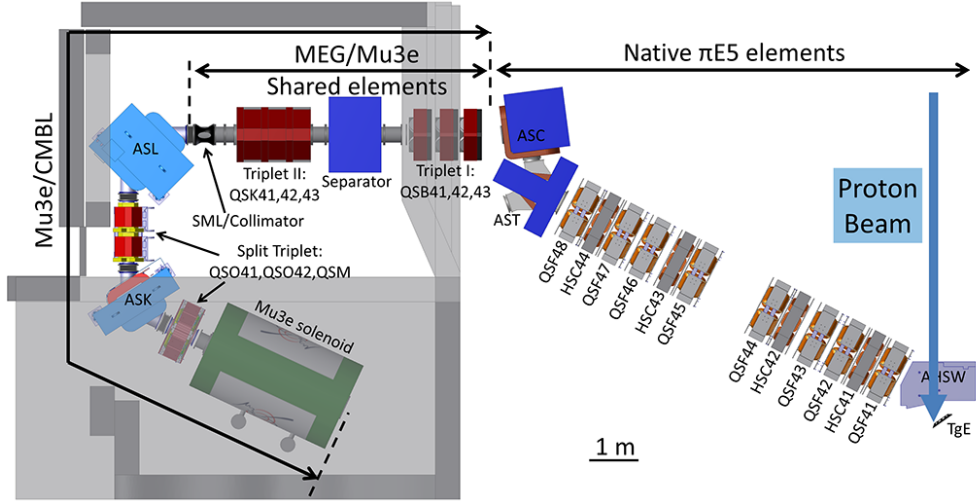 MEG/Mu3e
Shared elements
Native πE5 elements
Mu3e/CMBL
ASL
Triplet II:
QSK41,42,43
Separator
Triplet I:
QSB41,42,43
ASC
AST
Proton
Beam
SML/Collimator
Split Triplet:
QSO41,QSO42,QSM
ASK
Mu3e solenoid
QSF48
HSC44
QSF47
QSF46
HSC43
QSF45
QSF44
HSC42
QSF43
QSF42
HSC41
QSF41
AHSW
TgE
1 m